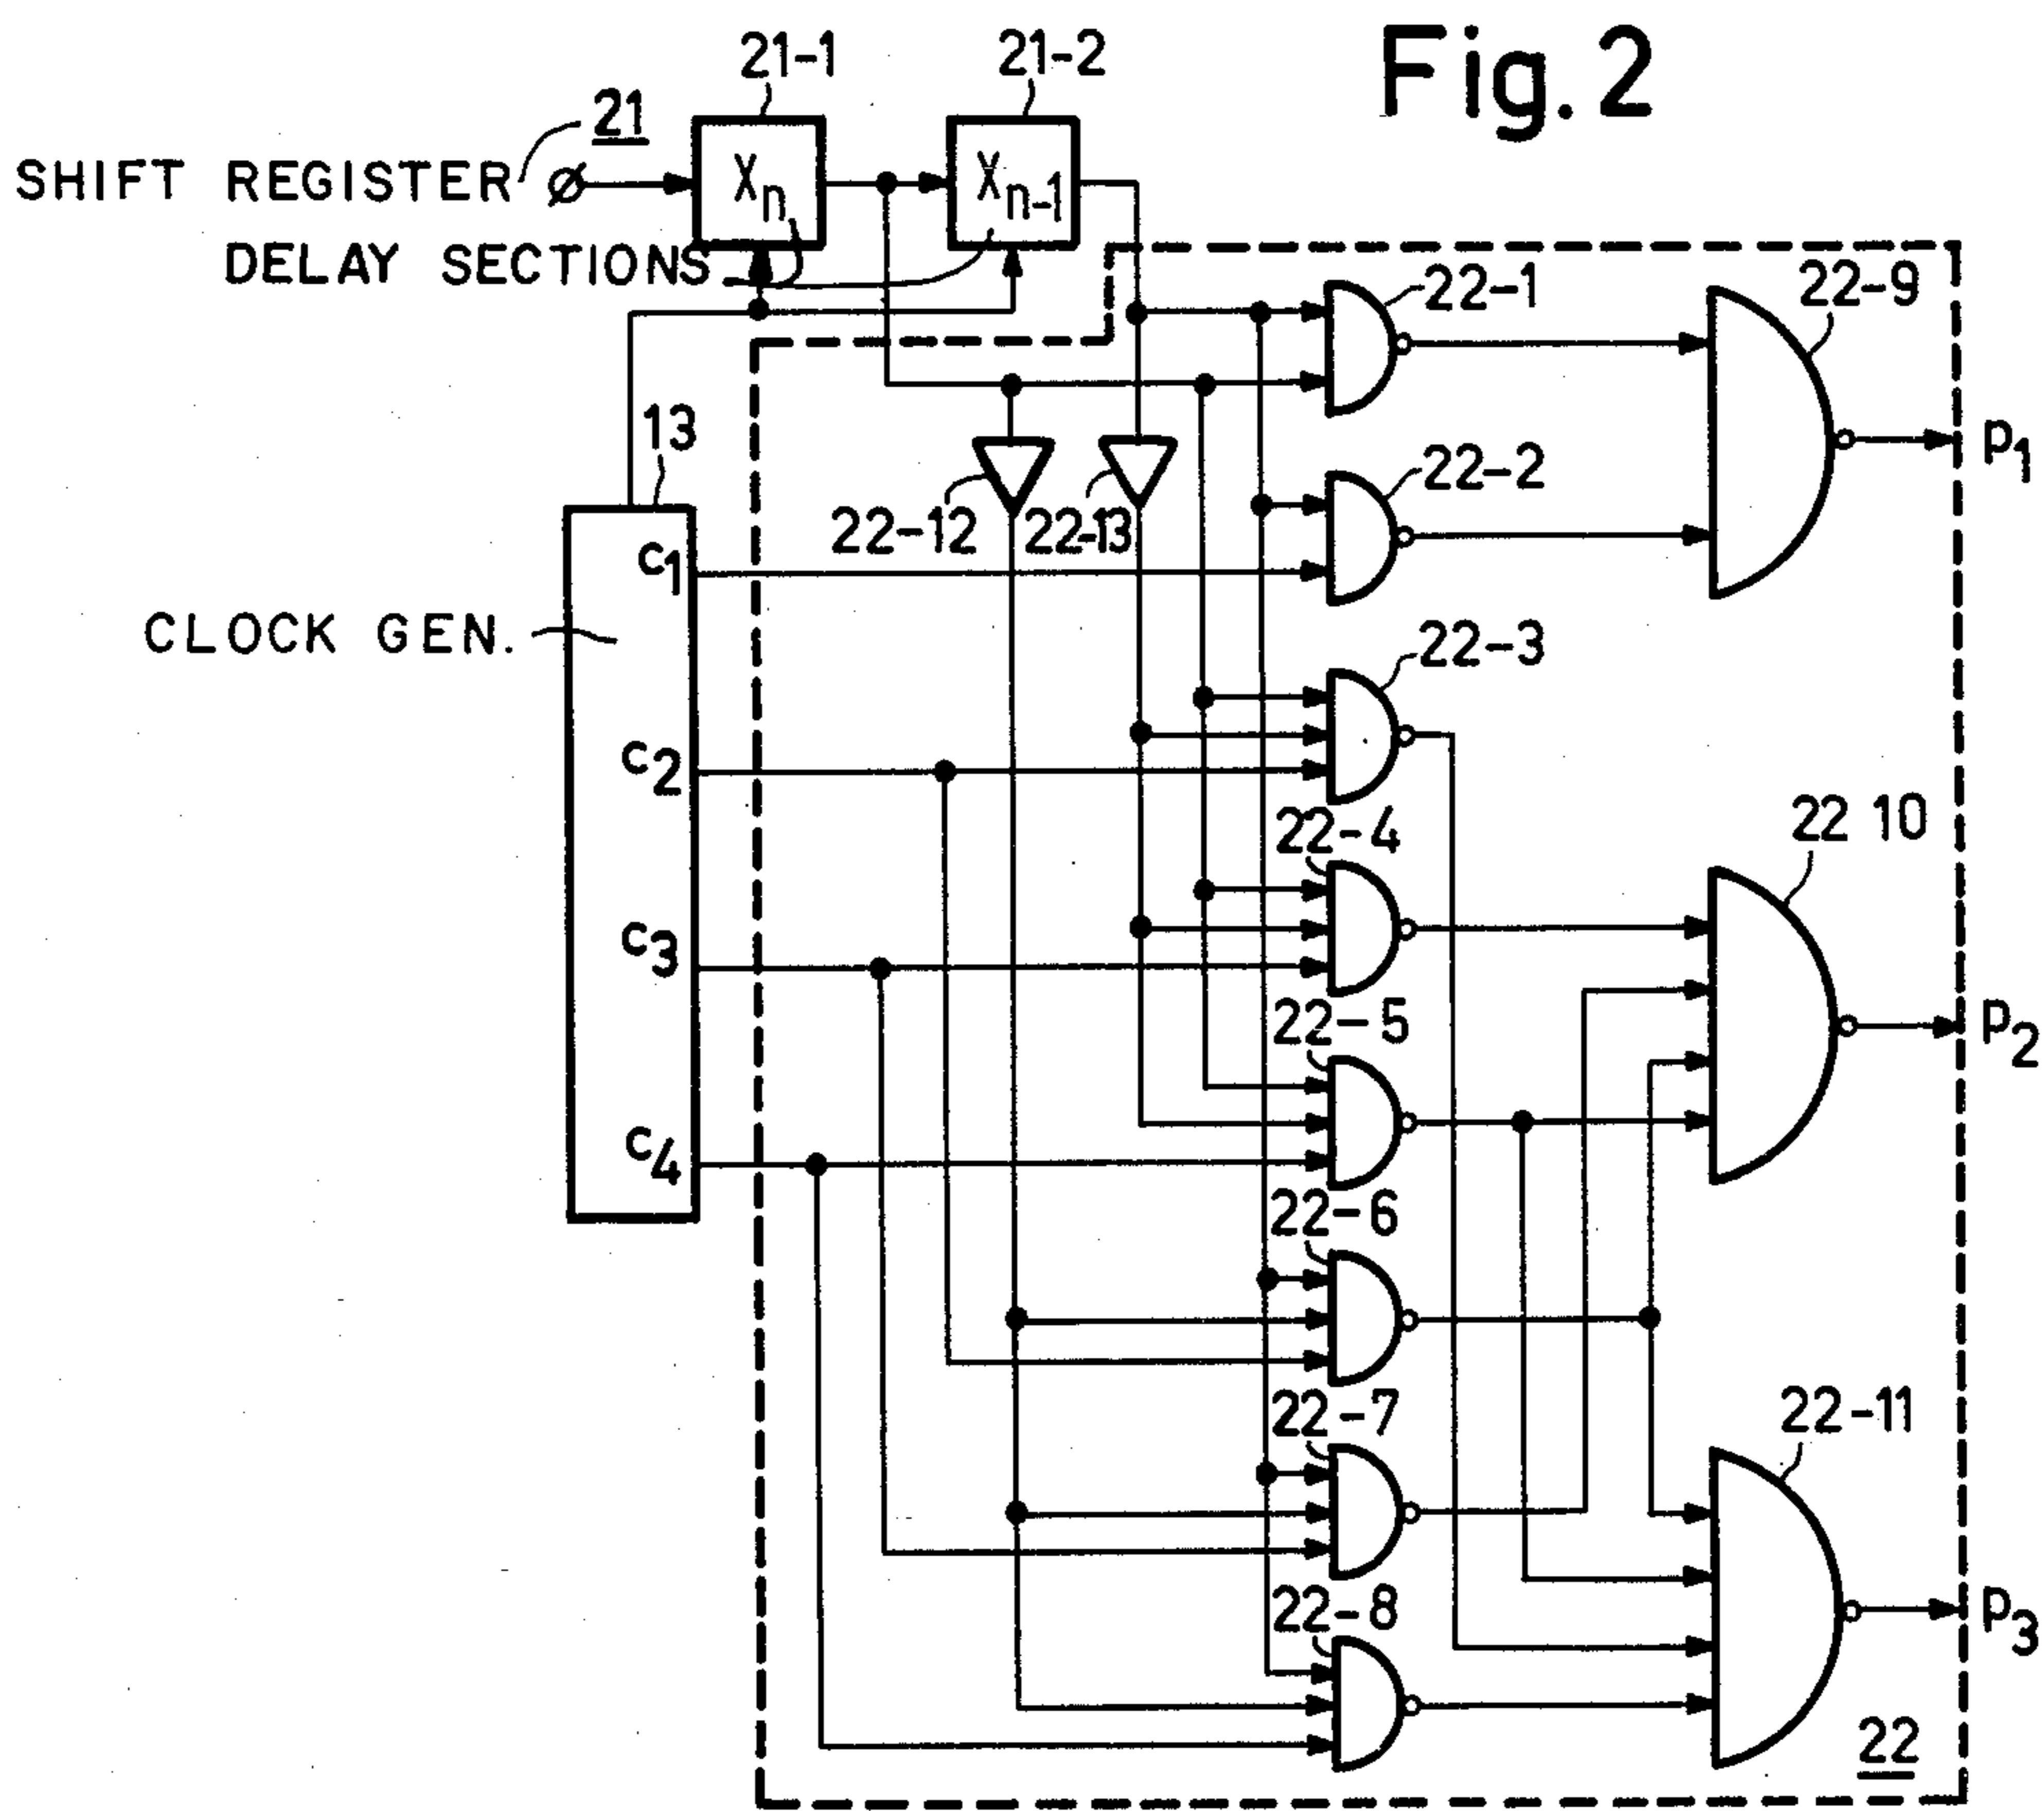 Fig. 2
21-1
21-2
21
SHIFT REGISTER
Xn
Xn-1
DELAY SECTIONS
22-1
22-9
13
p1
22-2
22-12
22-13
c1
CLOCK GEN.
22-3
c2
22-4
22 10
c3
22-5
p2
c4
22-6
22-7
22-11
22-8
p3
22